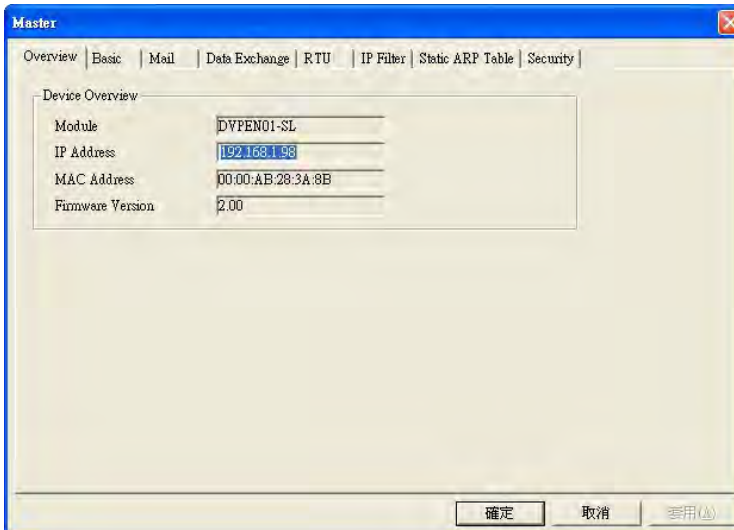 Master
Overview Basic Mail Data Exchange RTU IP Filter Static ARP Table Security
Device Overview
Module DVPEN01-SL
IP Address 192.168.1.98
MAC Address 00:00:AB:28:3A:8B
Firmware Version 2.00
確定 取消 套用(A)